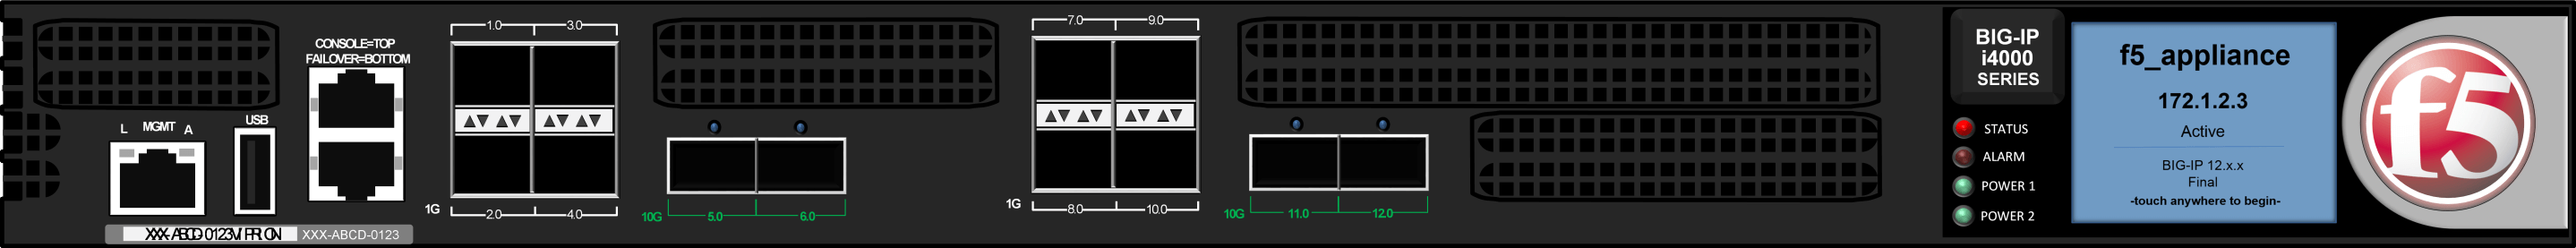 CONSOLE=TOP
FAILOVER=BOTTOM
L MGMT A
USB
XXX-ABCD-0123
1.0 3.0
1G
2.0 4.0
10G 5.0 6.0
7.0 9.0
1G
8.0 10.0
10G 11.0 12.0
BIG-IP
i4000
SERIES
STATUS
ALARM
POWER 1
POWER 2
f5_appliance
172.1.2.3
Active
BIG-IP 12.x.x
Final
-touch anywhere to begin-
f5